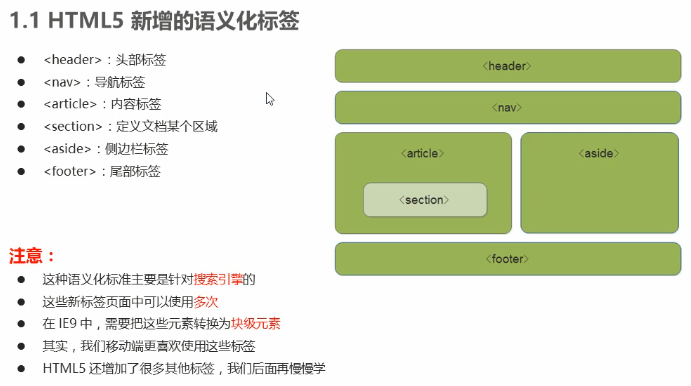 1.1 HTML5 新增的语义化标签
● <header>：头部标签
● <nav>：导航标签
● <article>：内容标签
● <section>：定义文档某个区域
● <aside>：侧边栏标签
● <footer>：尾部标签
<header>
<nav>
<article>
<section>
<aside>
<footer>
注意：
● 这种语义化标准主要是针对搜索引擎的
● 这些新标签页面中可以使用多次
● 在 IE9 中，需要把这些元素转换为块级元素
● 其实，我们移动端更喜欢使用这些标签
● HTML5 还增加了很多其他标签，我们后面再慢慢学